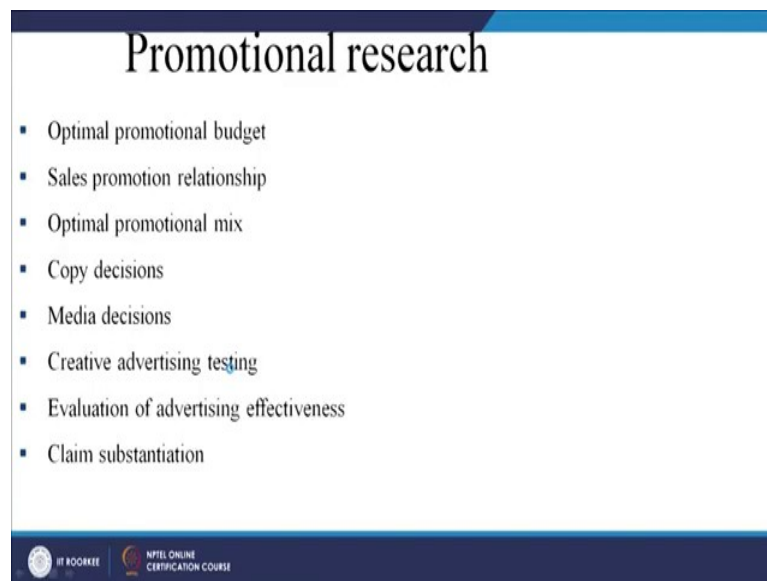 Promotional research
▪ Optimal promotional budget
▪ Sales promotion relationship
▪ Optimal promotional mix
▪ Copy decisions
▪ Media decisions
▪ Creative advertising testing
▪ Evaluation of advertising effectiveness
▪ Claim substantiation
IIT ROORKEE
NPTEL ONLINE
CERTIFICATION COURSE